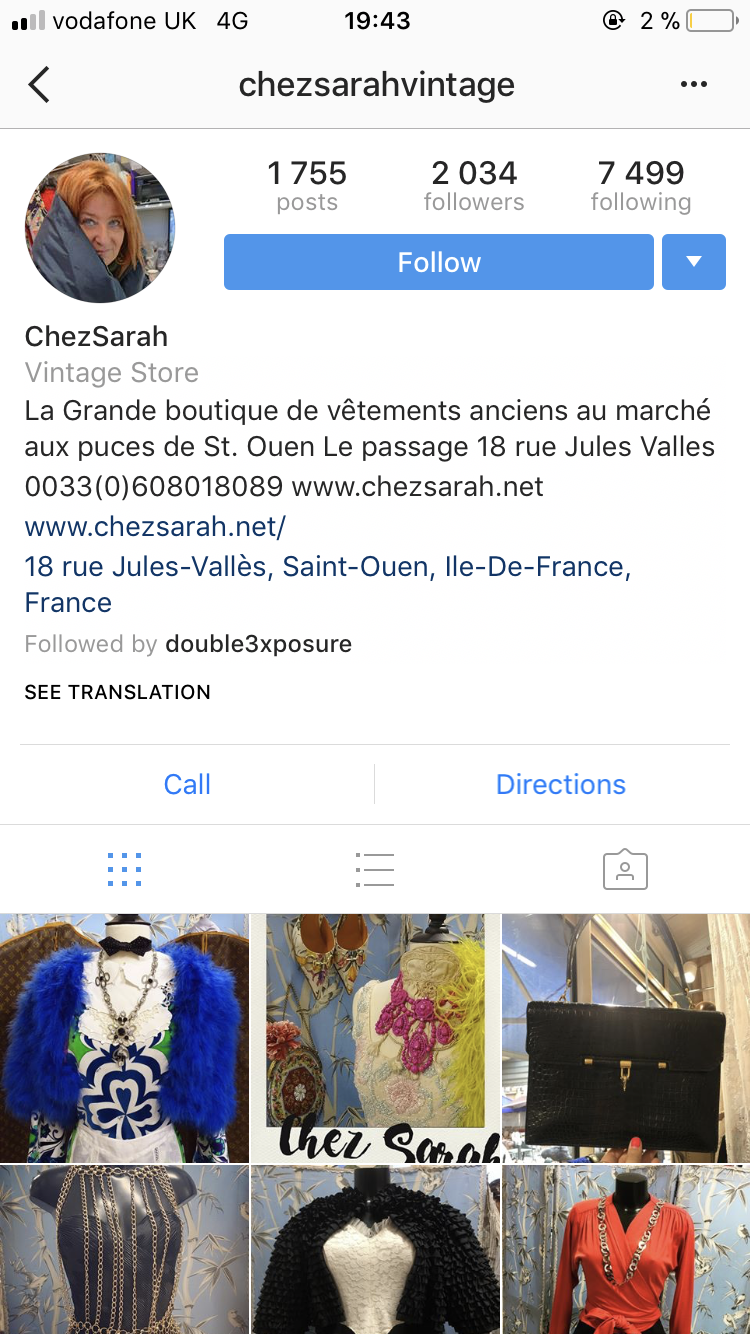 vodafone UK 4G 19:43 2 %
chezsarahvintage
1 755 2 034 7 499
posts followers following
Follow
ChezSarah
Vintage Store
La Grande boutique de vêtements anciens au marché
aux puces de St. Ouen Le passage 18 rue Jules Valles
0033(0)608018089 www.chezsarah.net
www.chezsarah.net/
18 rue Jules-Vallès, Saint-Ouen, Ile-De-France,
France
Followed by double3xposure
SEE TRANSLATION
Call Directions
Chez Sarah